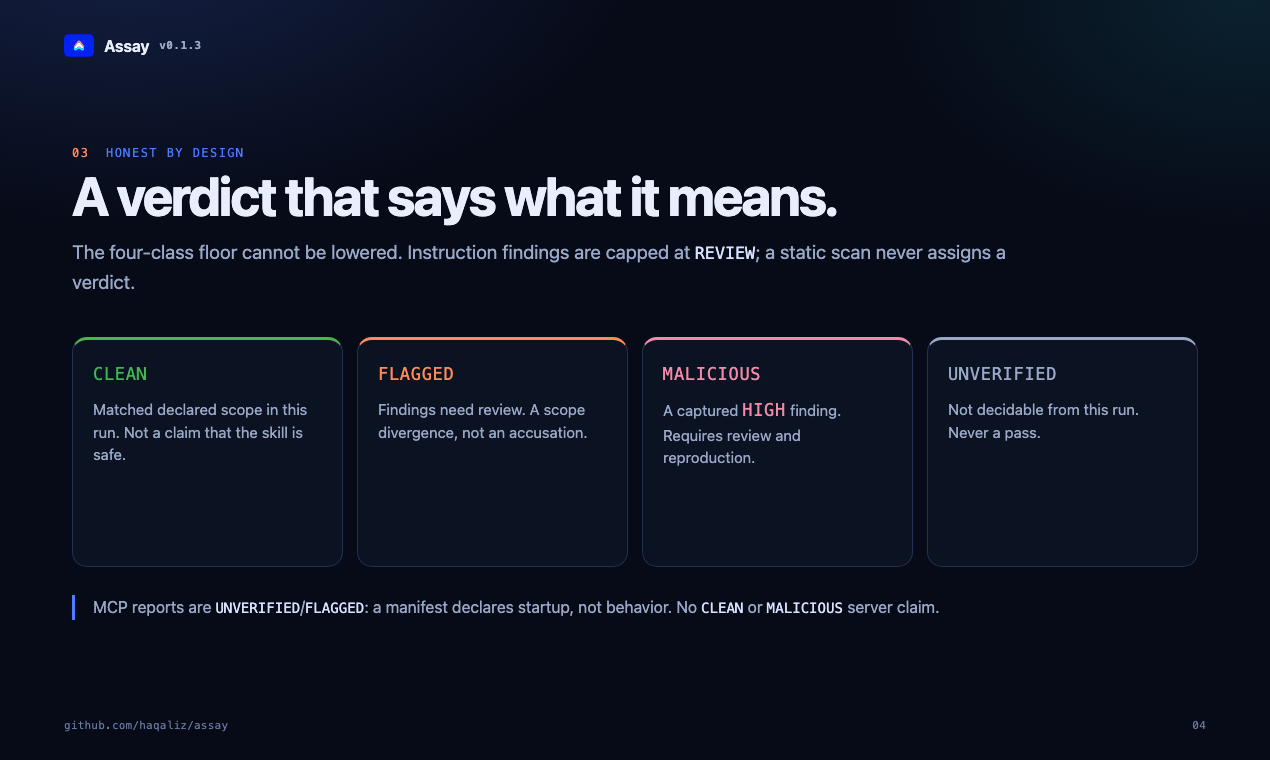 Assay v0.1.3
03 HONEST BY DESIGN
A verdict that says what it means.
The four-class floor cannot be lowered. Instruction findings are capped at REVIEW; a static scan never assigns a
verdict.
CLEAN
Matched declared scope in this
run. Not a claim that the skill is
safe.
FLAGGED
Findings need review. A scope
divergence, not an accusation.
MALICIOUS
A captured HIGH finding.
Requires review and
reproduction.
UNVERIFIED
Not decidable from this run.
Never a pass.
MCP reports are UNVERIFIED/FLAGGED: a manifest declares startup, not behavior. No CLEAN or MALICIOUS server claim.
github.com/haqaliz/assay
04